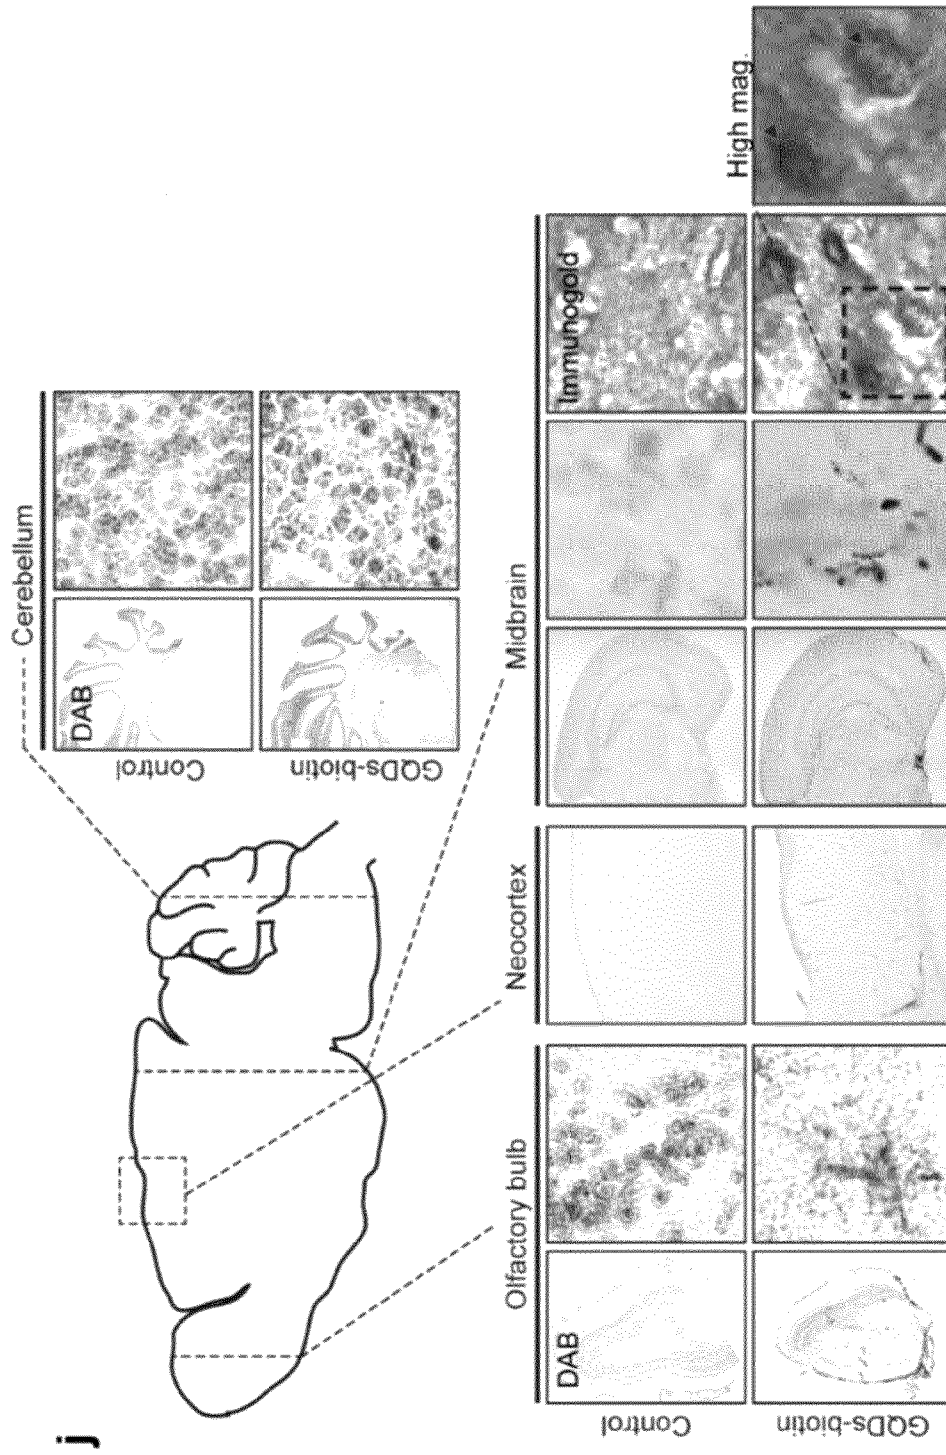 j
Cerebellum
DAB
Control
GQDs-biotin
Olfactory bulb
Neocortex
Midbrain
DAB
Immunogold
High mag.
Control
GQDs-biotin